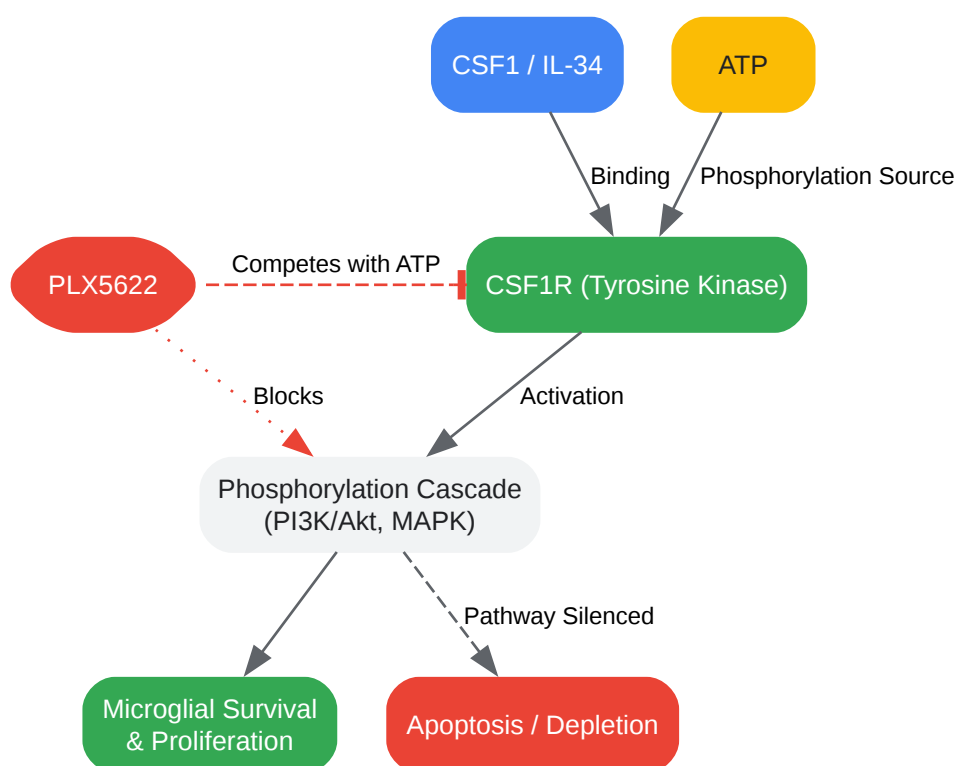 CSF1 / IL-34
ATP
Binding
Phosphorylation Source
Competes with ATP
PLX5622
CSF1R (Tyrosine Kinase)
Blocks
Activation
Phosphorylation Cascade
(PI3K/Akt, MAPK)
Pathway Silenced
Microglial Survival
& Proliferation
Apoptosis / Depletion